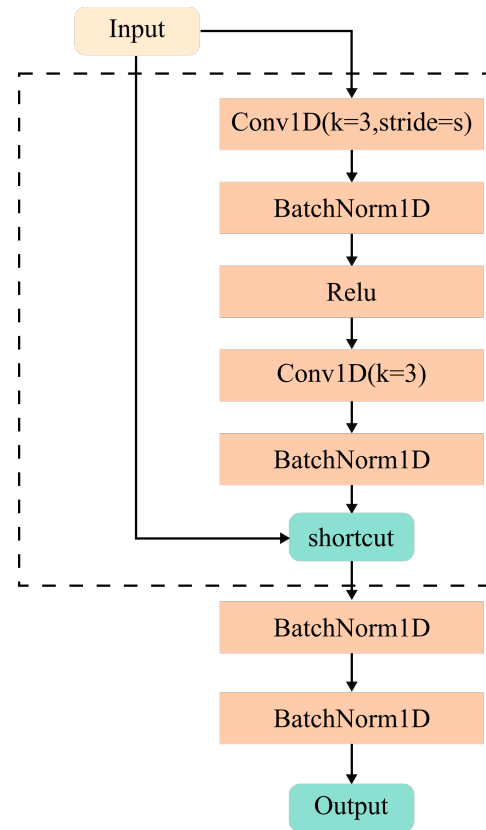 Input
Conv1D(k=3,stride=s)
BatchNorm1D
Relu
Conv1D(k=3)
BatchNorm1D
shortcut
BatchNorm1D
BatchNorm1D
Output